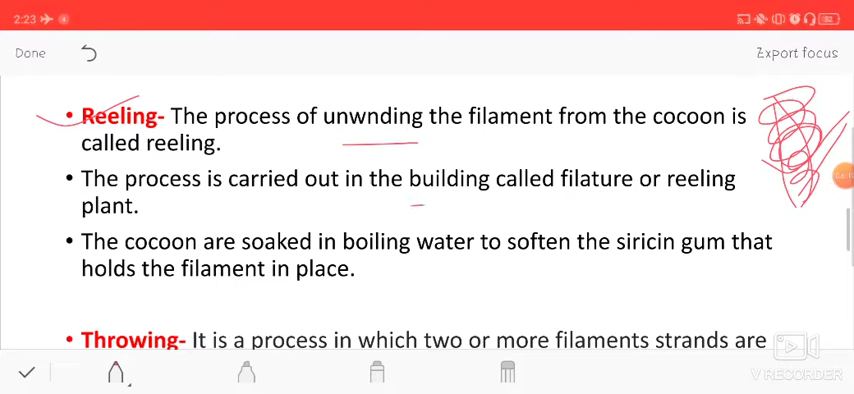 2:23
Done
Export focus
• Reeling- The process of unwnding the filament from the cocoon is
called reeling.
• The process is carried out in the building called filature or reeling
plant.
• The cocoon are soaked in boiling water to soften the siricin gum that
holds the filament in place.
• Throwing- It is a process in which two or more filaments strands are
V RECORDER